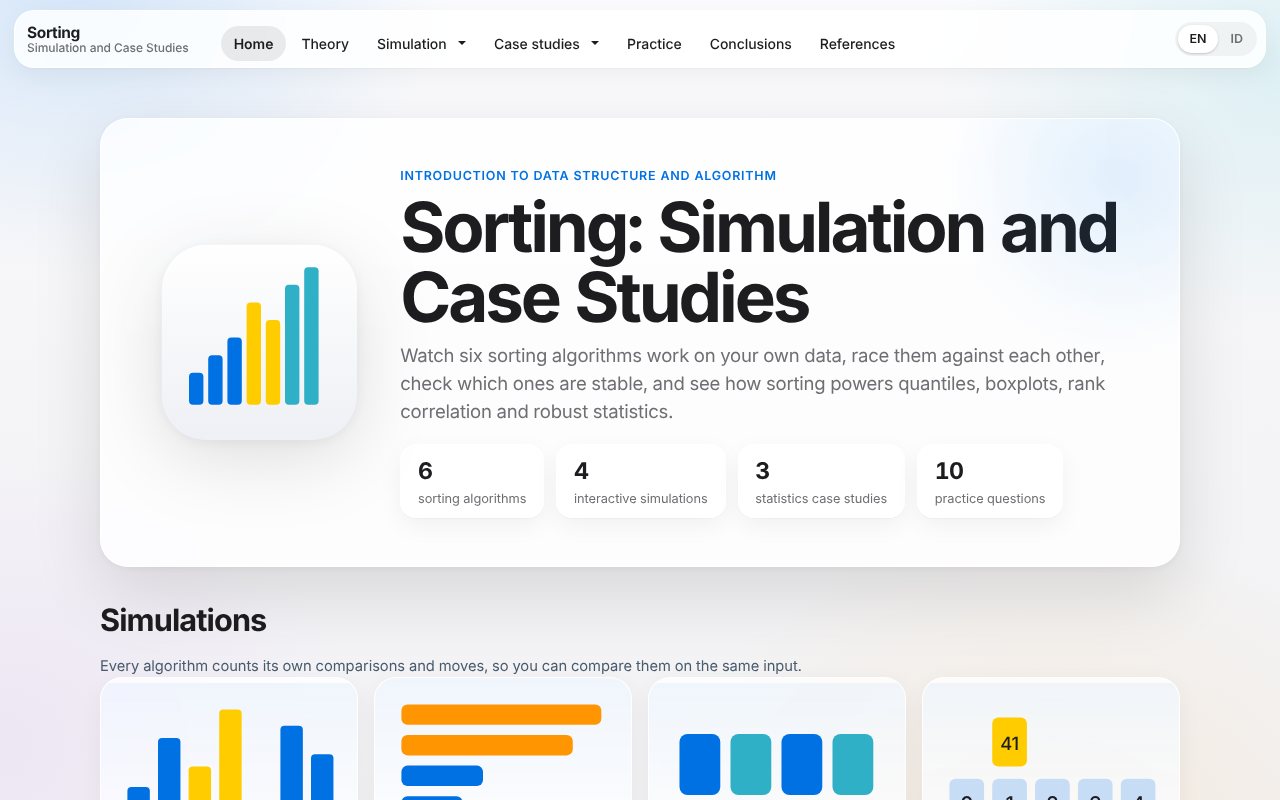 Sorting
Simulation and Case Studies
Home
Theory
Simulation
Case studies
Practice
Conclusions
References
EN
ID
INTRODUCTION TO DATA STRUCTURE AND ALGORITHM
Sorting: Simulation and
Case Studies
Watch six sorting algorithms work on your own data, race them against each other,
check which ones are stable, and see how sorting powers quantiles, boxplots, rank
correlation and robust statistics.
6
sorting algorithms
4
interactive simulations
3
statistics case studies
10
practice questions
Simulations
Every algorithm counts its own comparisons and moves, so you can compare them on the same input.
41